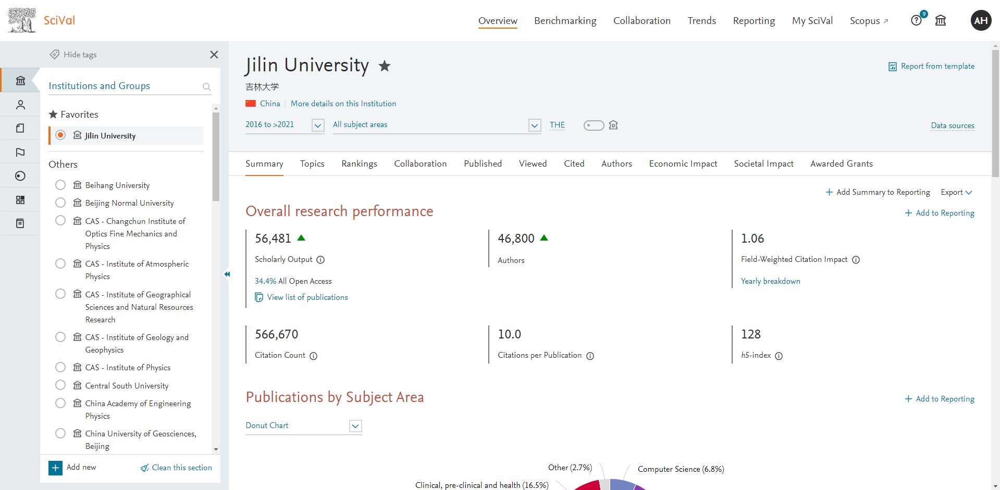 SciVal
Overview
Benchmarking
Collaboration
Trends
Reporting
My SciVal
Scopus
9
AH
Hide tags
Institutions and Groups
Favorites
Jilin University
Others
Beihang University
Beijing Normal University
CAS - Changchun Institute of
Optics Fine Mechanics and
Physics
CAS - Institute of Atmospheric
Physics
CAS - Institute of Geographical
Sciences and Natural Resources
Research
CAS - Institute of Geology and
Geophysics
CAS - Institute of Physics
Central South University
China Academy of Engineering
Physics
China University of Geosciences,
Beijing
Add new
Clean this section
Jilin University
吉林大学
China
More details on this Institution
Report from template
2016 to >2021
All subject areas
THE
Data sources
Summary
Topics
Rankings
Collaboration
Published
Viewed
Cited
Authors
Economic Impact
Societal Impact
Awarded Grants
Add Summary to Reporting
Export
Overall research performance
Add to Reporting
56,481
Scholarly Output
34.4% All Open Access
View list of publications
46,800
Authors
1.06
Field-Weighted Citation Impact
Yearly breakdown
566,670
Citation Count
10.0
Citations per Publication
128
h5-index
Publications by Subject Area
Add to Reporting
Donut Chart
Other (2.7%)
Computer Science (6.8%)
Clinical, pre-clinical and health (16.5%)